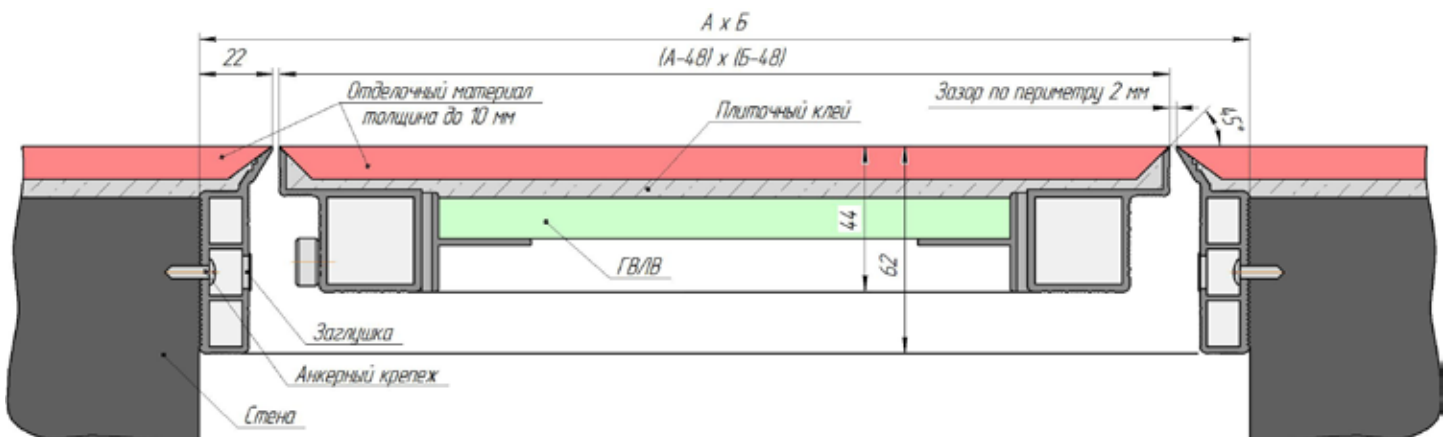 А х Б
22
(А-48) х (Б-48)
Отделочный материал
толщина до 10 мм
Плиточный клей
Зазор по периметру 2 мм
45°
44
62
ГВЛВ
Заглушка
Анкерный крепеж
Стена